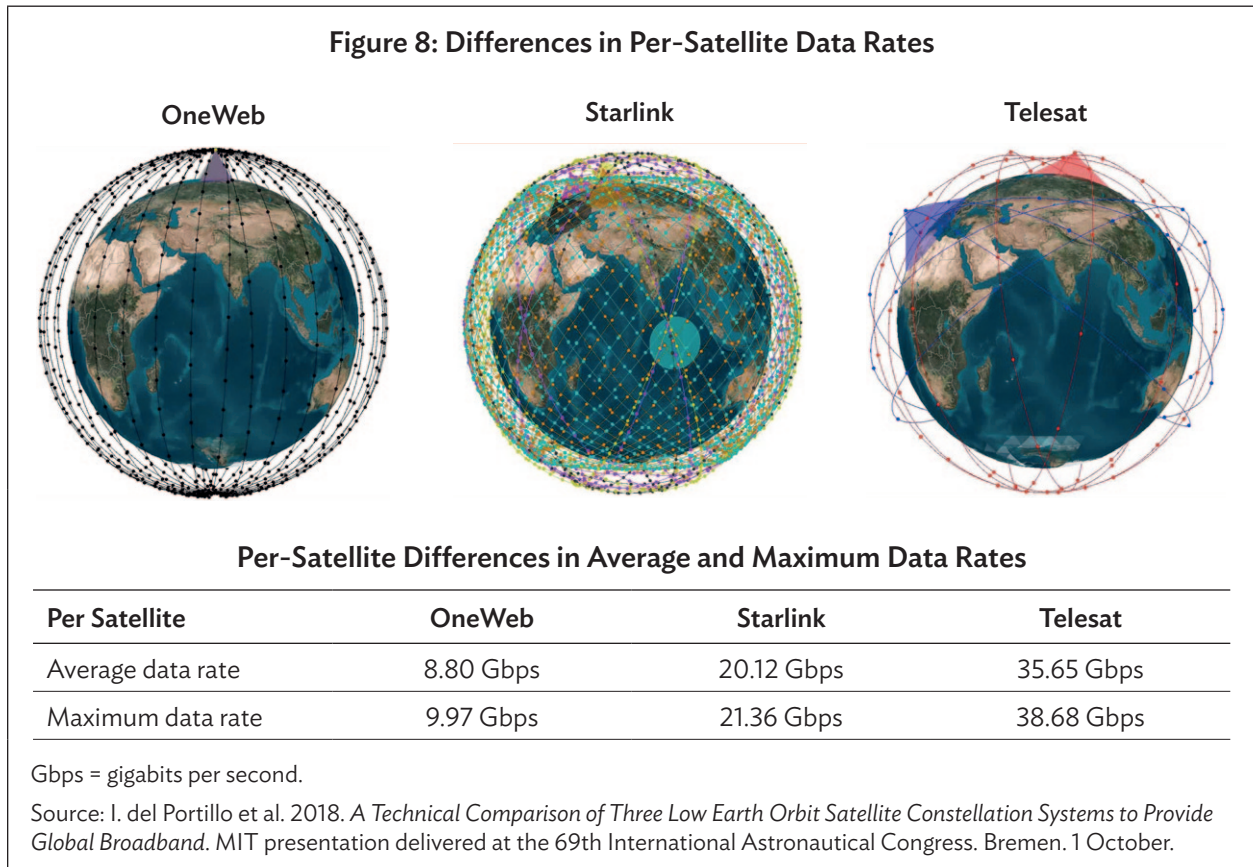 Figure 8: Differences in Per-Satellite Data Rates
OneWeb Starlink Telesat
Per-Satellite Differences in Average and Maximum Data Rates
Per Satellite OneWeb Starlink Telesat
Average data rate 8.80 Gbps 20.12 Gbps 35.65 Gbps
Maximum data rate 9.97 Gbps 21.36 Gbps 38.68 Gbps
Gbps = gigabits per second.
Source: I. del Portillo et al. 2018. A Technical Comparison of Three Low Earth Orbit Satellite Constellation Systems to Provide
Global Broadband. MIT presentation delivered at the 69th International Astronautical Congress. Bremen. 1 October.